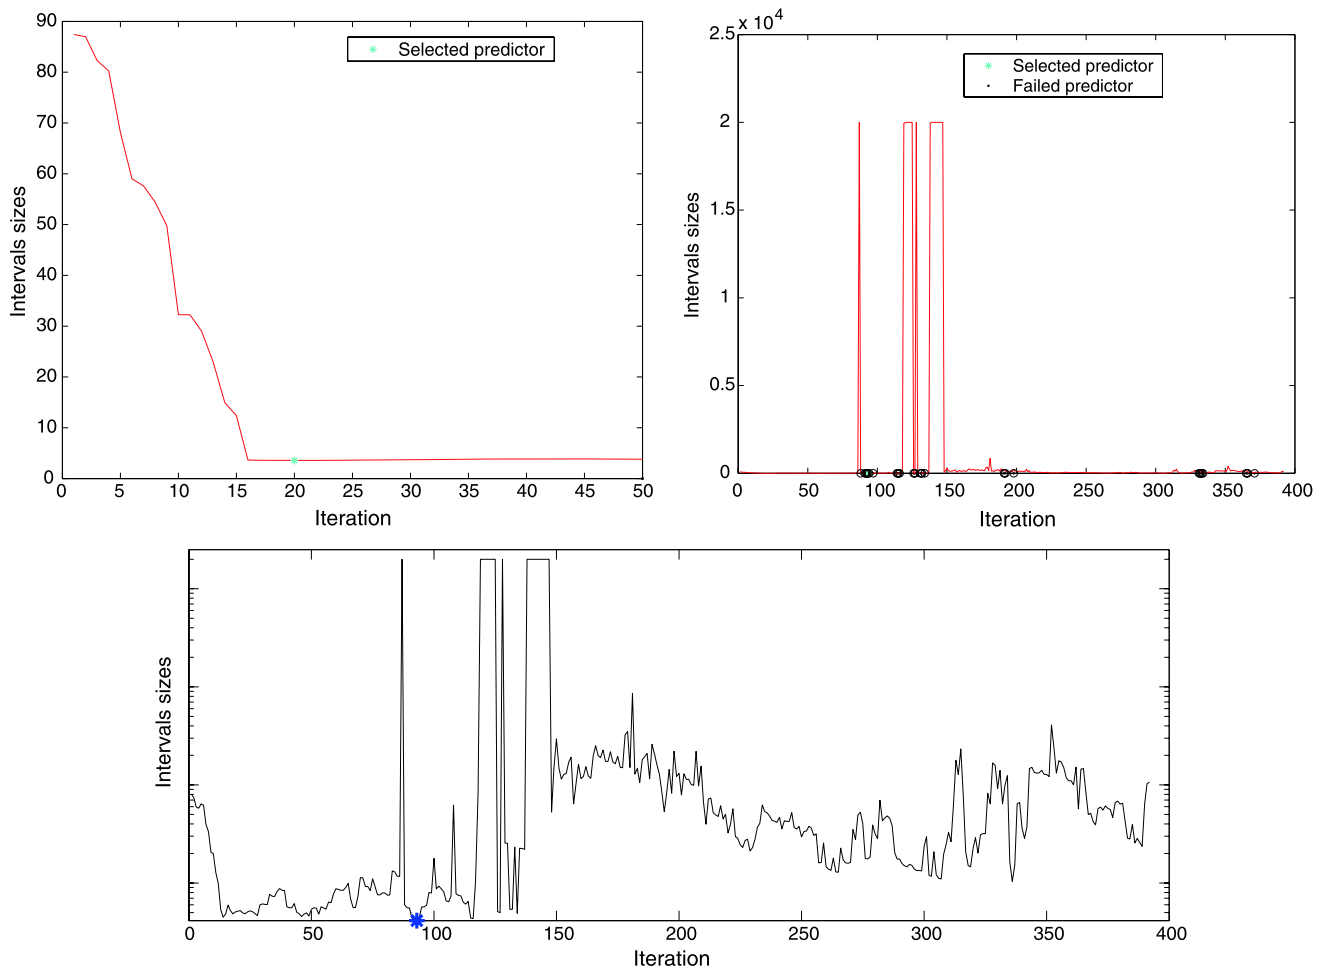 90
80
70
60
50
40
30
20
10
0
0 5 10 15 20 25 30 35 40 45 50
Intervals sizes
Iteration
Selected predictor
x 10^4
2.5
2
1.5
1
0.5
0
0 50 100 150 200 250 300 350 400
Intervals sizes
Iteration
Selected predictor
Failed predictor
Intervals sizes
0 50 100 150 200 250 300 350 400
Iteration